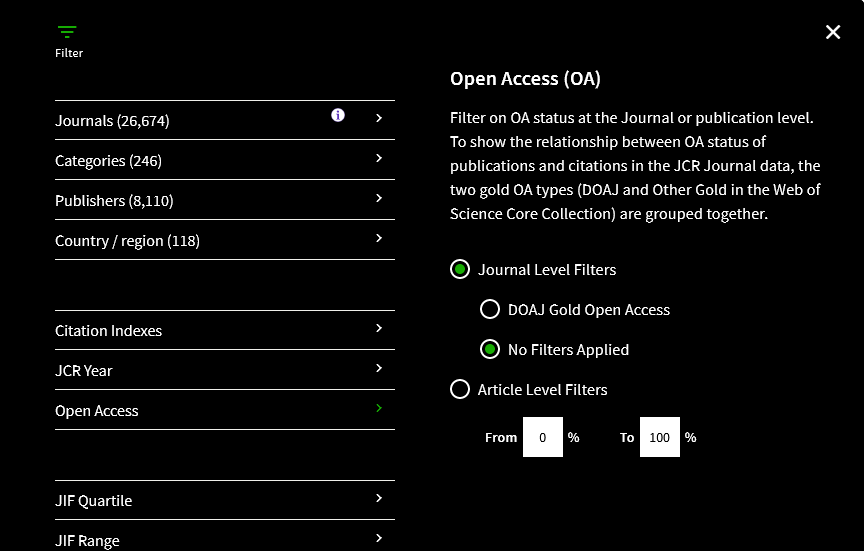 Filter
Journals (26,674)
Categories (246)
Publishers (8,110)
Country / region (118)
Citation Indexes
JCR Year
Open Access
JIF Quartile
JIF Range
Open Access (OA)
Filter on OA status at the Journal or publication level.
To show the relationship between OA status of
publications and citations in the JCR Journal data, the
two gold OA types (DOAJ and Other Gold in the Web of
Science Core Collection) are grouped together.
Journal Level Filters
DOAJ Gold Open Access
No Filters Applied
Article Level Filters
From 0 % To 100 %